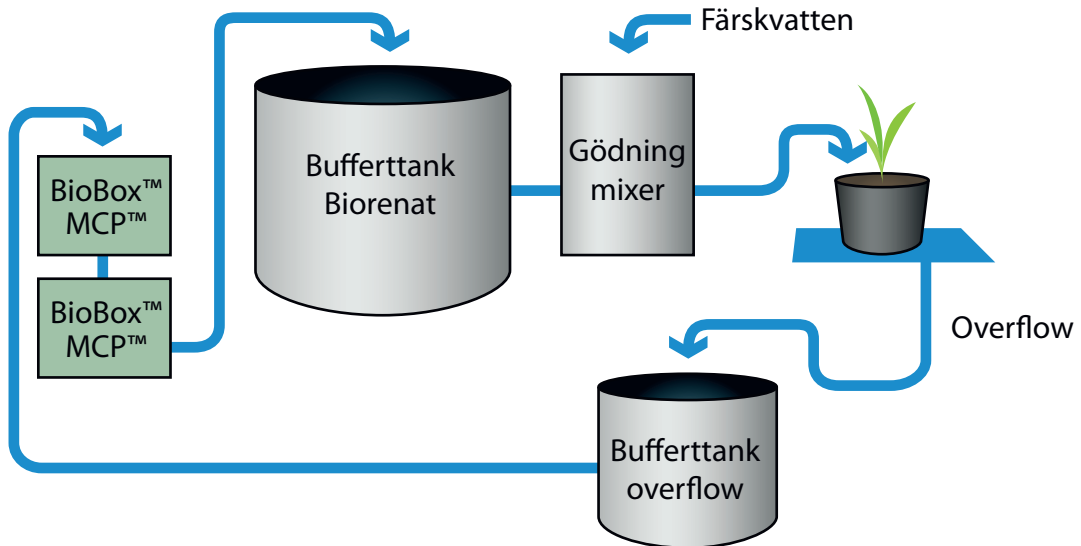 Färskvatten
BioBox™
MCP™
BioBox™
MCP™
Bufferttank
Biorenat
Gödning
mixer
Overflow
Bufferttank
overflow